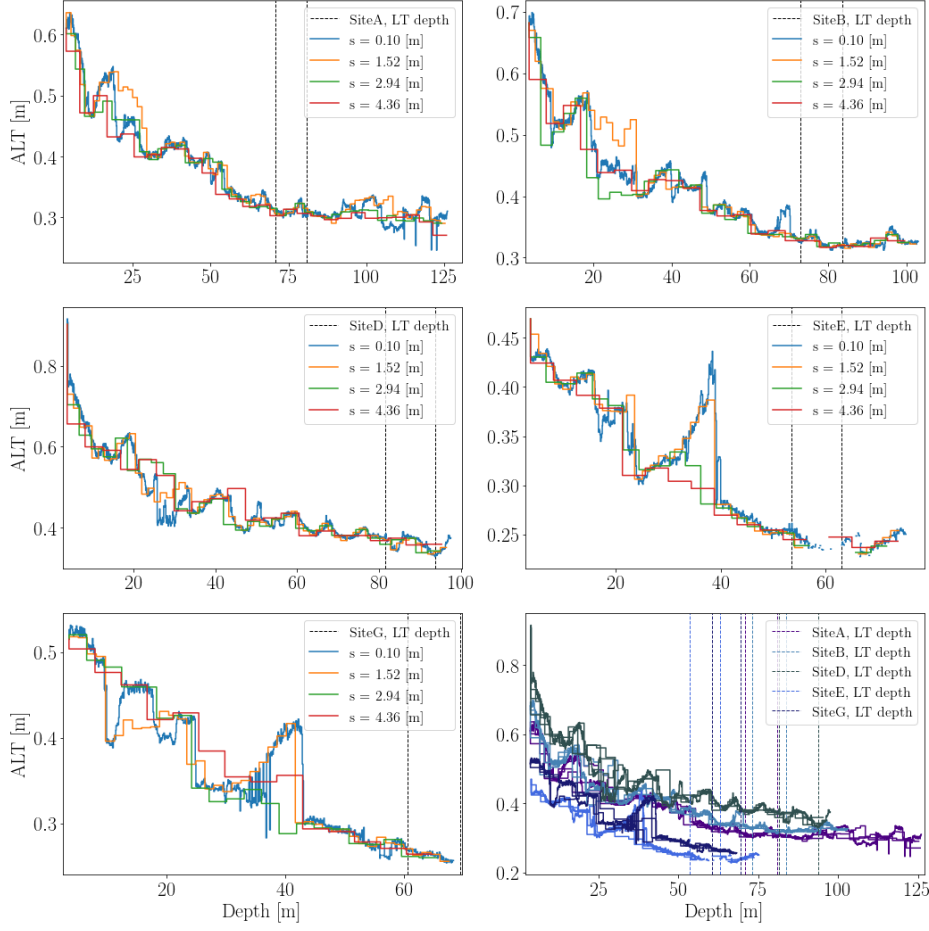 SiteA, LT depth
s = 0.10 [m]
s = 1.52 [m]
s = 2.94 [m]
s = 4.36 [m]
ALT [m]
0.6
0.5
0.4
0.3
25
50
75
100
125
SiteB, LT depth
s = 0.10 [m]
s = 1.52 [m]
s = 2.94 [m]
s = 4.36 [m]
0.7
0.6
0.5
0.4
0.3
20
40
60
80
100
SiteD, LT depth
s = 0.10 [m]
s = 1.52 [m]
s = 2.94 [m]
s = 4.36 [m]
ALT [m]
0.8
0.6
0.4
20
40
60
80
100
SiteE, LT depth
s = 0.10 [m]
s = 1.52 [m]
s = 2.94 [m]
s = 4.36 [m]
0.45
0.40
0.35
0.30
0.25
20
40
60
SiteG, LT depth
s = 0.10 [m]
s = 1.52 [m]
s = 2.94 [m]
s = 4.36 [m]
ALT [m]
0.5
0.4
0.3
20
40
60
Depth [m]
SiteA, LT depth
SiteB, LT depth
SiteD, LT depth
SiteE, LT depth
SiteG, LT depth
0.8
0.6
0.4
0.2
25
50
75
100
125
Depth [m]